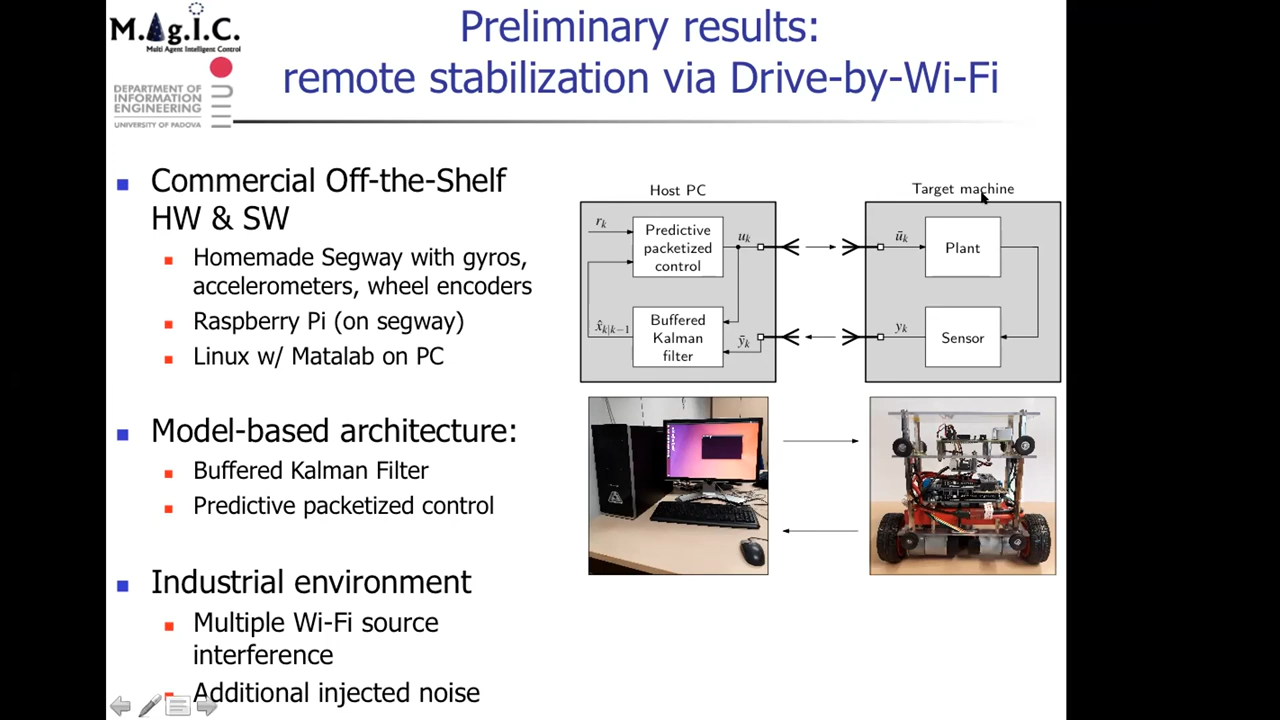 M.A.g.I.C.
Multi Agent Intelligent Control
DEPARTMENT OF
INFORMATION
ENGINEERING
UNIVERSITY OF PADOVA
Preliminary results:
remote stabilization via Drive-by-Wi-Fi
Commercial Off-the-Shelf
HW & SW
Homemade Segway with gyros,
accelerometers, wheel encoders
Raspberry Pi (on segway)
Linux w/ Matalab on PC
Model-based architecture:
Buffered Kalman Filter
Predictive packetized control
Industrial environment
Multiple Wi-Fi source
interference
Additional injected noise
Host PC
r_k
Predictive
packetized
control
u_k
x̂_{k|k−1}
Buffered
Kalman
filter
ȳ_k
Target machine
ū_k
Plant
y_k
Sensor